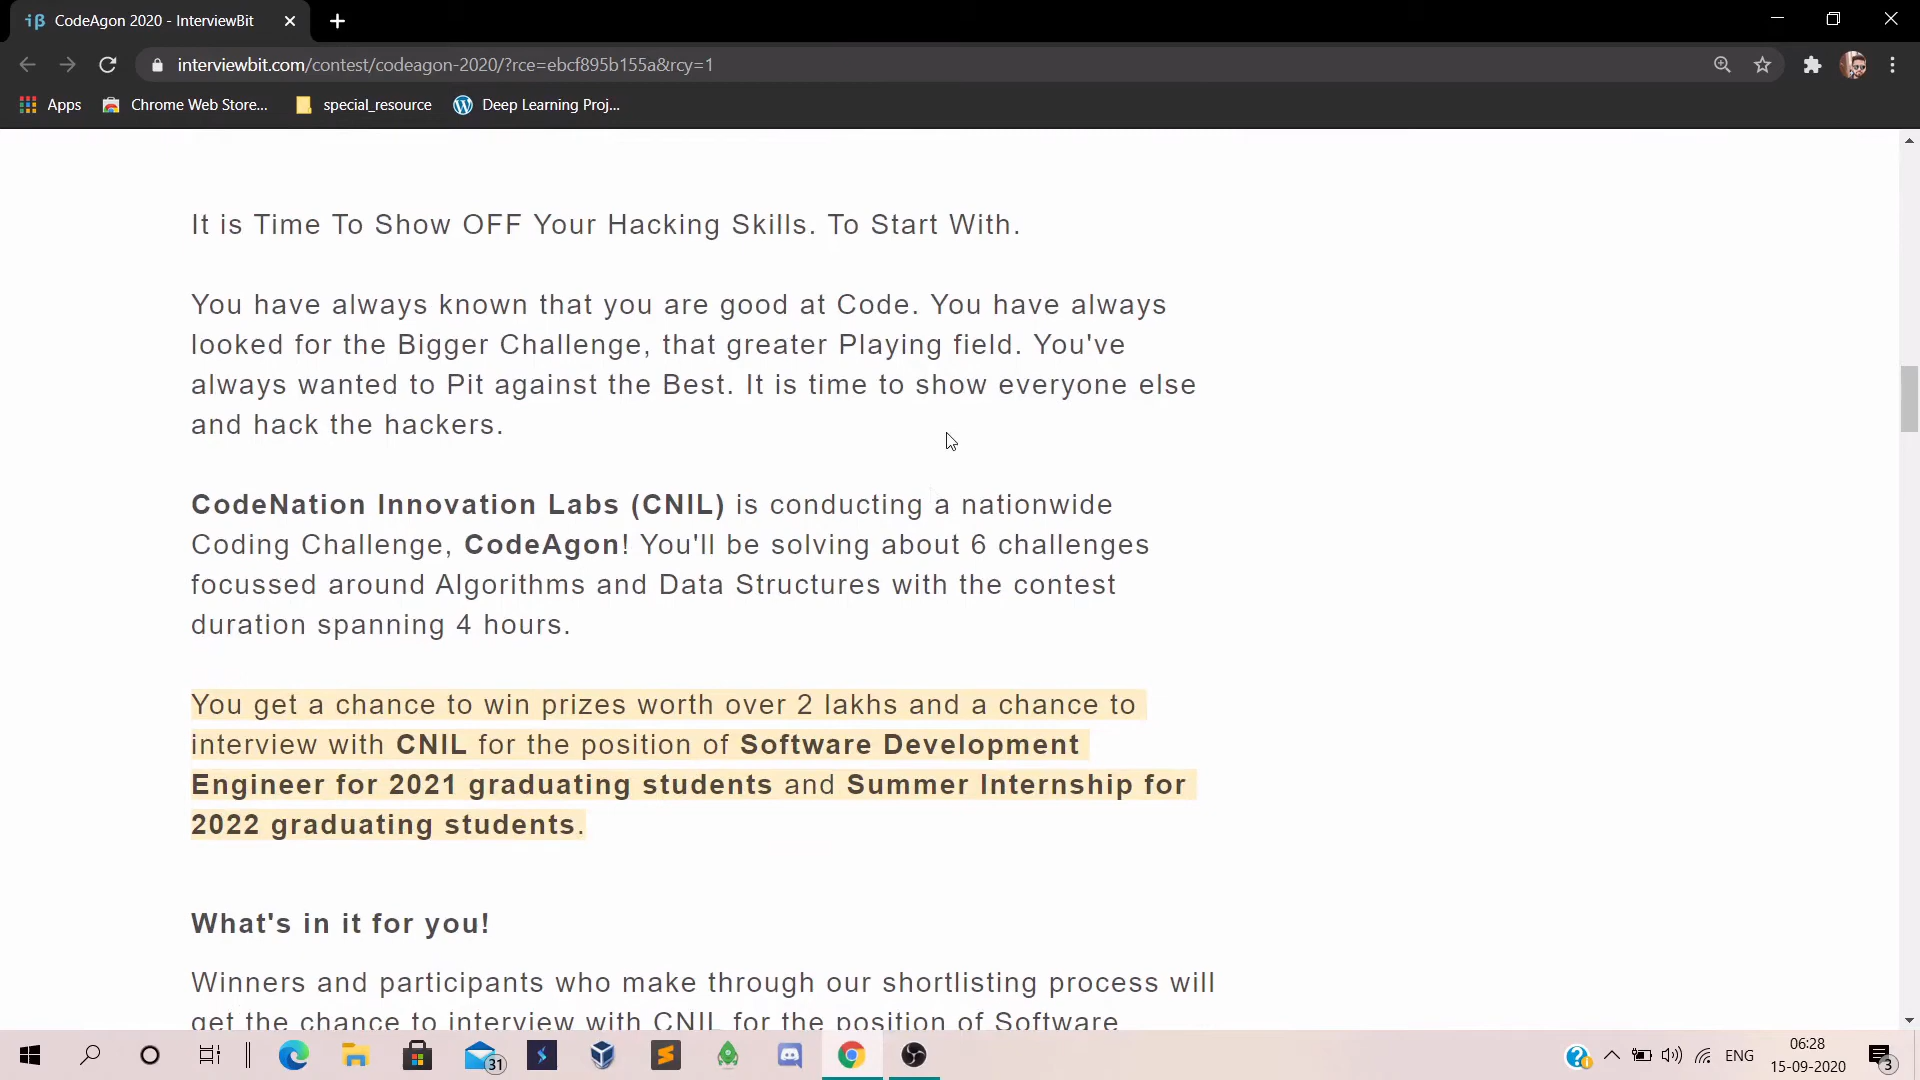 CodeAgon 2020 - InterviewBit
interviewbit.com/contest/codeagon-2020/?rce=ebcf895b155a&rcy=1
Apps
Chrome Web Store...
special_resource
Deep Learning Proj...
It is Time To Show OFF Your Hacking Skills. To Start With.
You have always known that you are good at Code. You have always
looked for the Bigger Challenge, that greater Playing field. You've
always wanted to Pit against the Best. It is time to show everyone else
and hack the hackers.
CodeNation Innovation Labs (CNIL) is conducting a nationwide
Coding Challenge, CodeAgon! You'll be solving about 6 challenges
focussed around Algorithms and Data Structures with the contest
duration spanning 4 hours.
You get a chance to win prizes worth over 2 lakhs and a chance to
interview with CNIL for the position of Software Development
Engineer for 2021 graduating students and Summer Internship for
2022 graduating students.
What's in it for you!
Winners and participants who make through our shortlisting process will
get the chance to interview with CNIL for the position of Software
31
ENG
06:28
15-09-2020
3